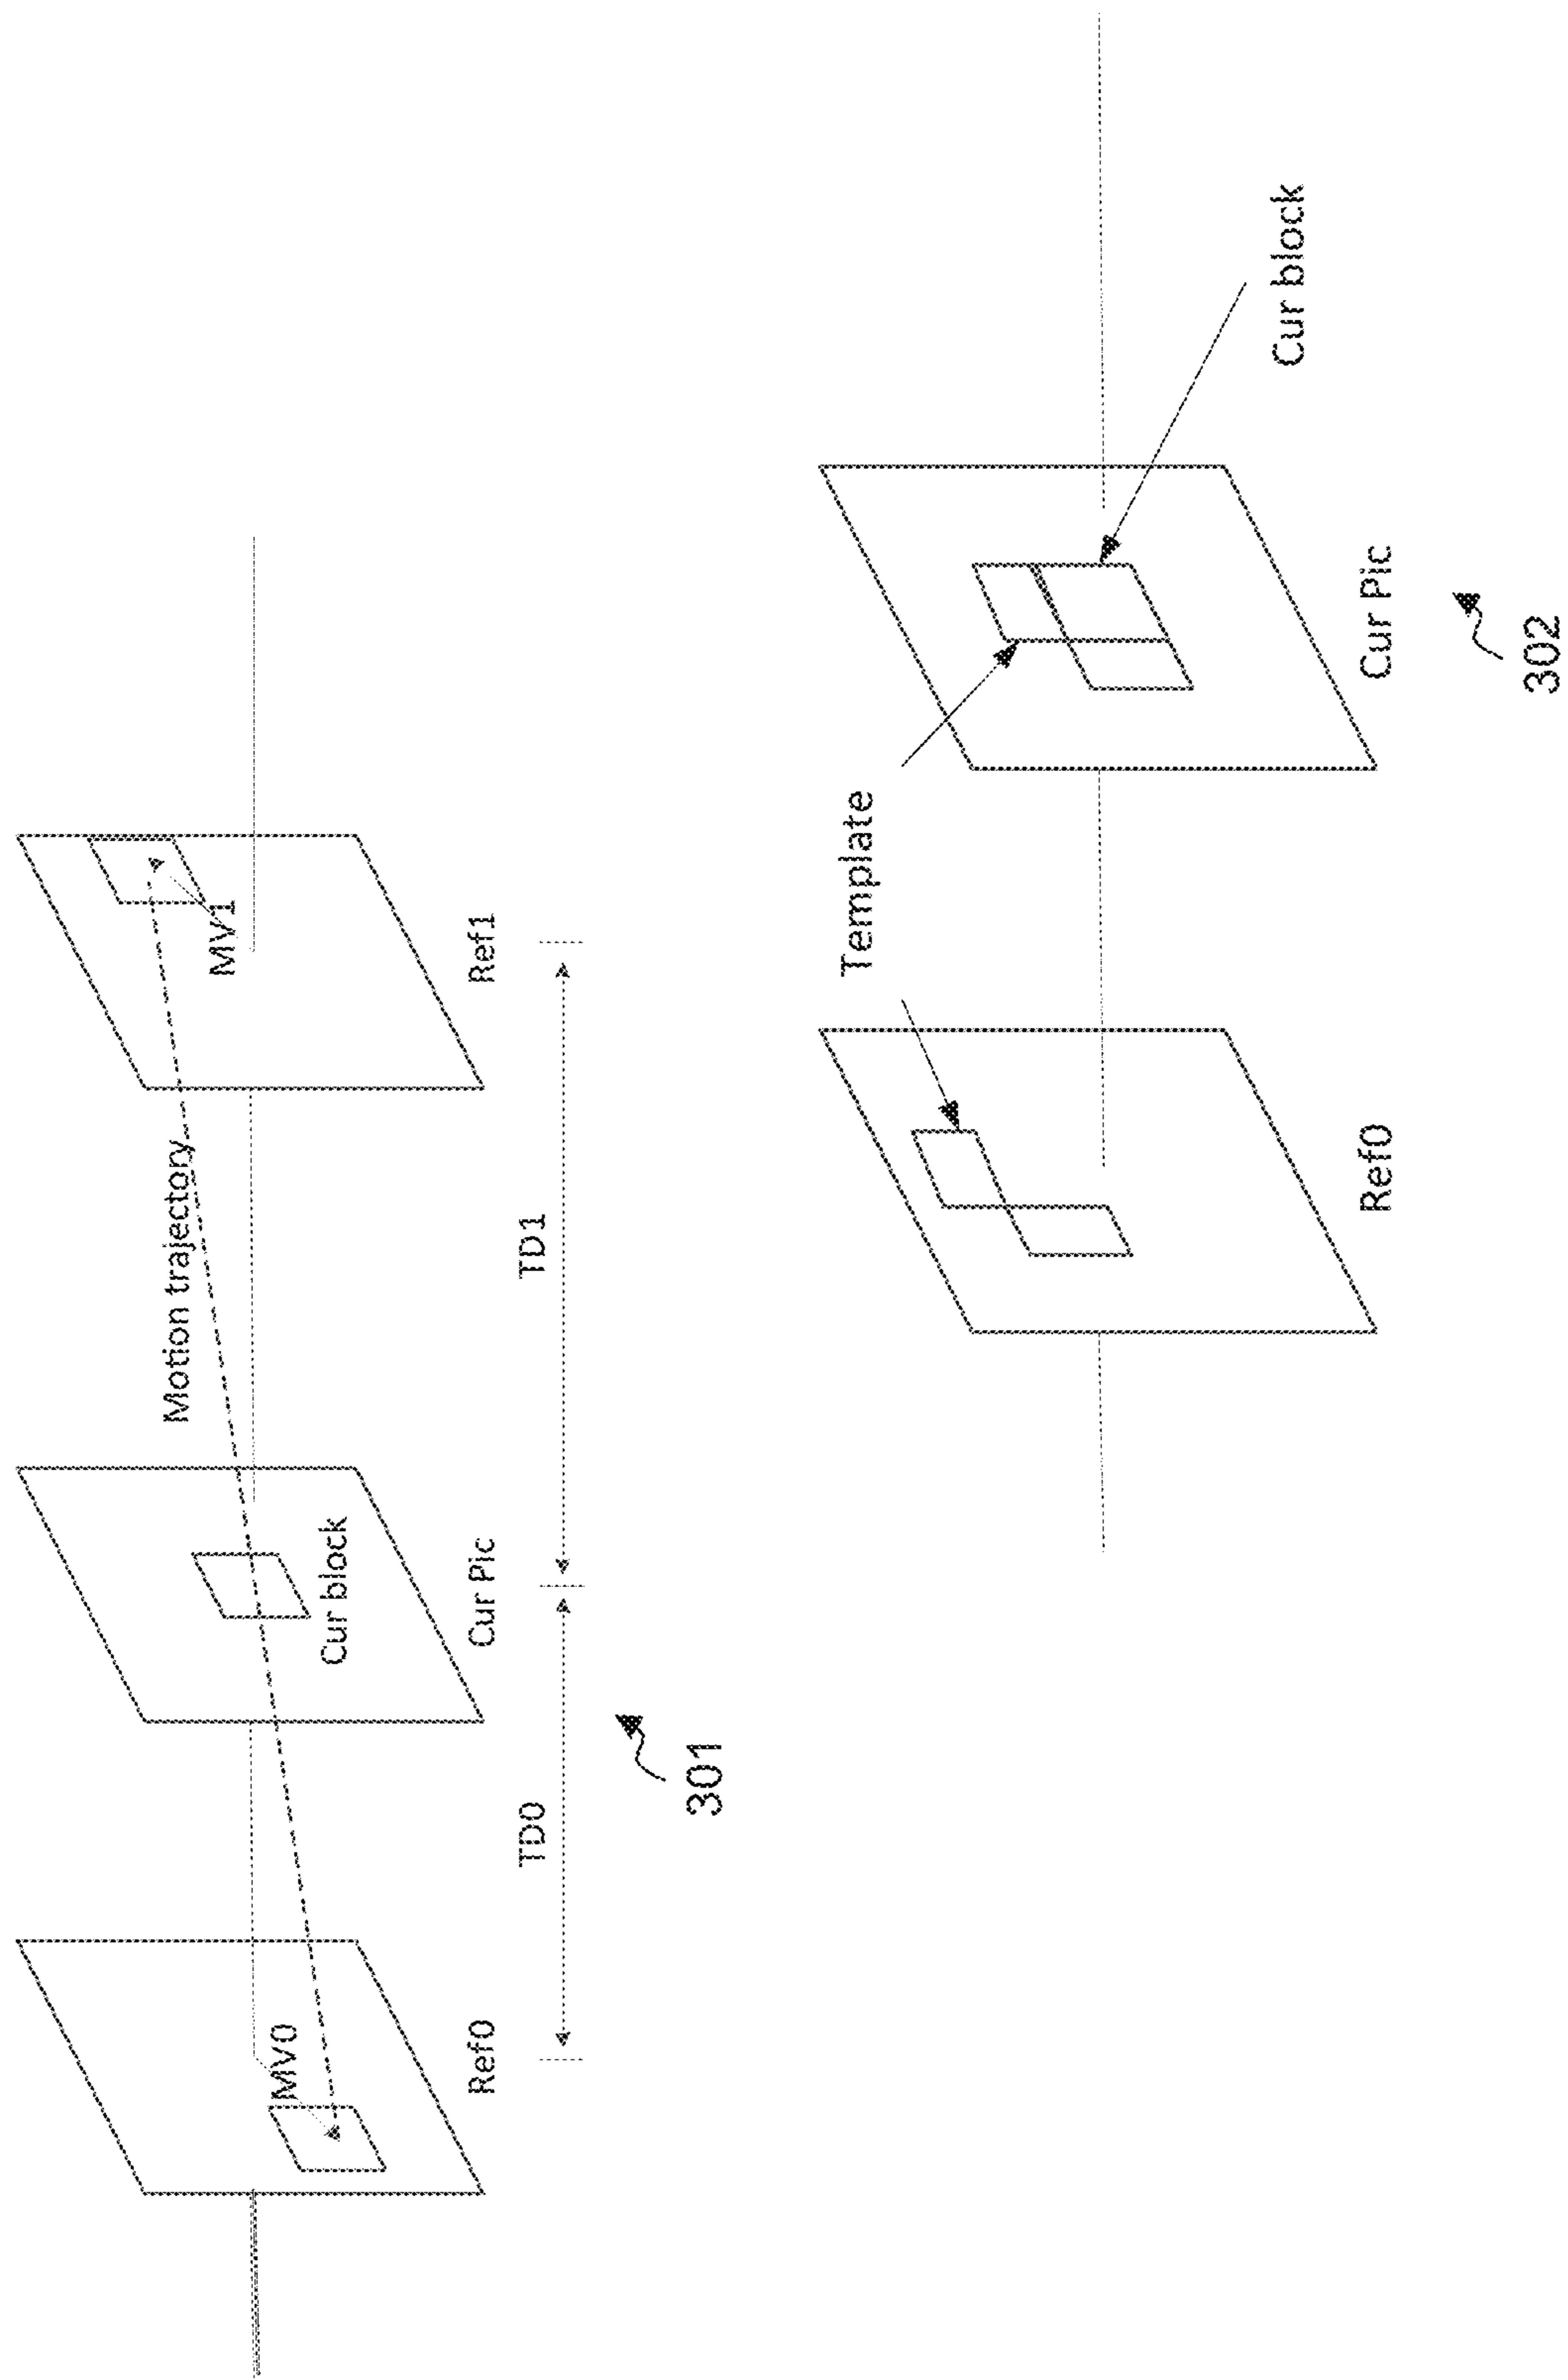 Motion trajectory
MV0
MV1
Cur block
Ref0
Cur Pic
Ref1
TD0
TD1
301
Template
Cur block
Ref0
Cur Pic
302